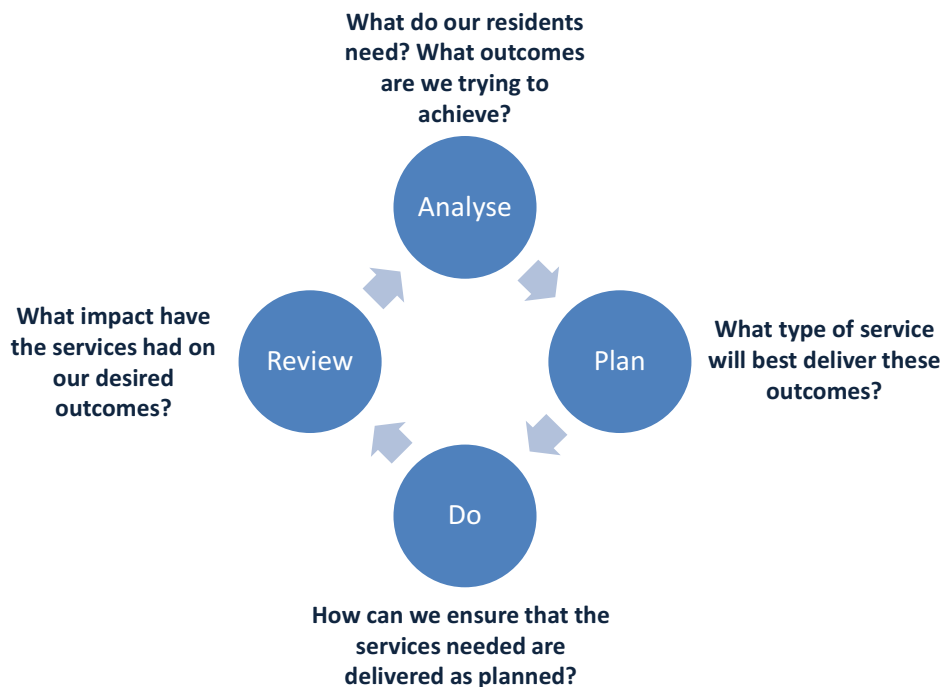 What do our residents
need? What outcomes
are we trying to
achieve?
Analyse
What impact have
the services had on
our desired
outcomes?
Review
Plan
What type of service
will best deliver these
outcomes?
Do
How can we ensure that the
services needed are
delivered as planned?